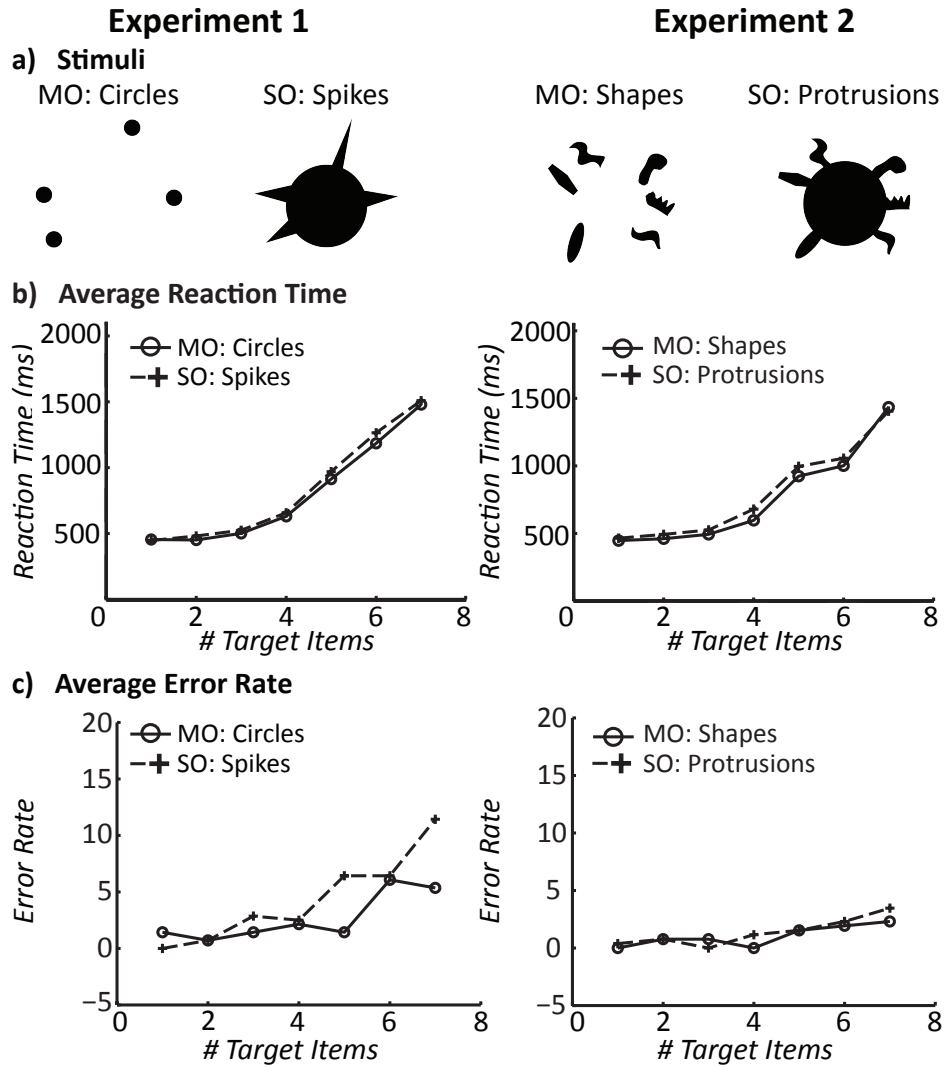 Experiment 1
Experiment 2
a) Stimuli
MO: Circles
SO: Spikes
MO: Shapes
SO: Protrusions
b) Average Reaction Time
Reaction Time (ms)
2000
1500
1000
500
0 2 4 6 8
# Target Items
MO: Circles
SO: Spikes
Reaction Time (ms)
2000
1500
1000
500
0 2 4 6 8
# Target Items
MO: Shapes
SO: Protrusions
c) Average Error Rate
Error Rate
20
15
10
5
0
−5
0 2 4 6 8
# Target Items
MO: Circles
SO: Spikes
Error Rate
20
15
10
5
0
−5
0 2 4 6 8
# Target Items
MO: Shapes
SO: Protrusions